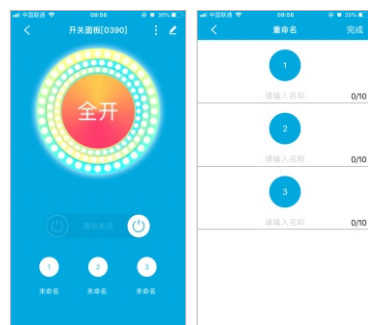 中国联通 09:56 36%
开关面板[0390]
全开
滑动关闭
1 2 3
未命名 未命名 未命名
中国联通 09:56 35%
重命名 完成
1
请输入名称 0/10
2
请输入名称 0/10
3
请输入名称 0/10